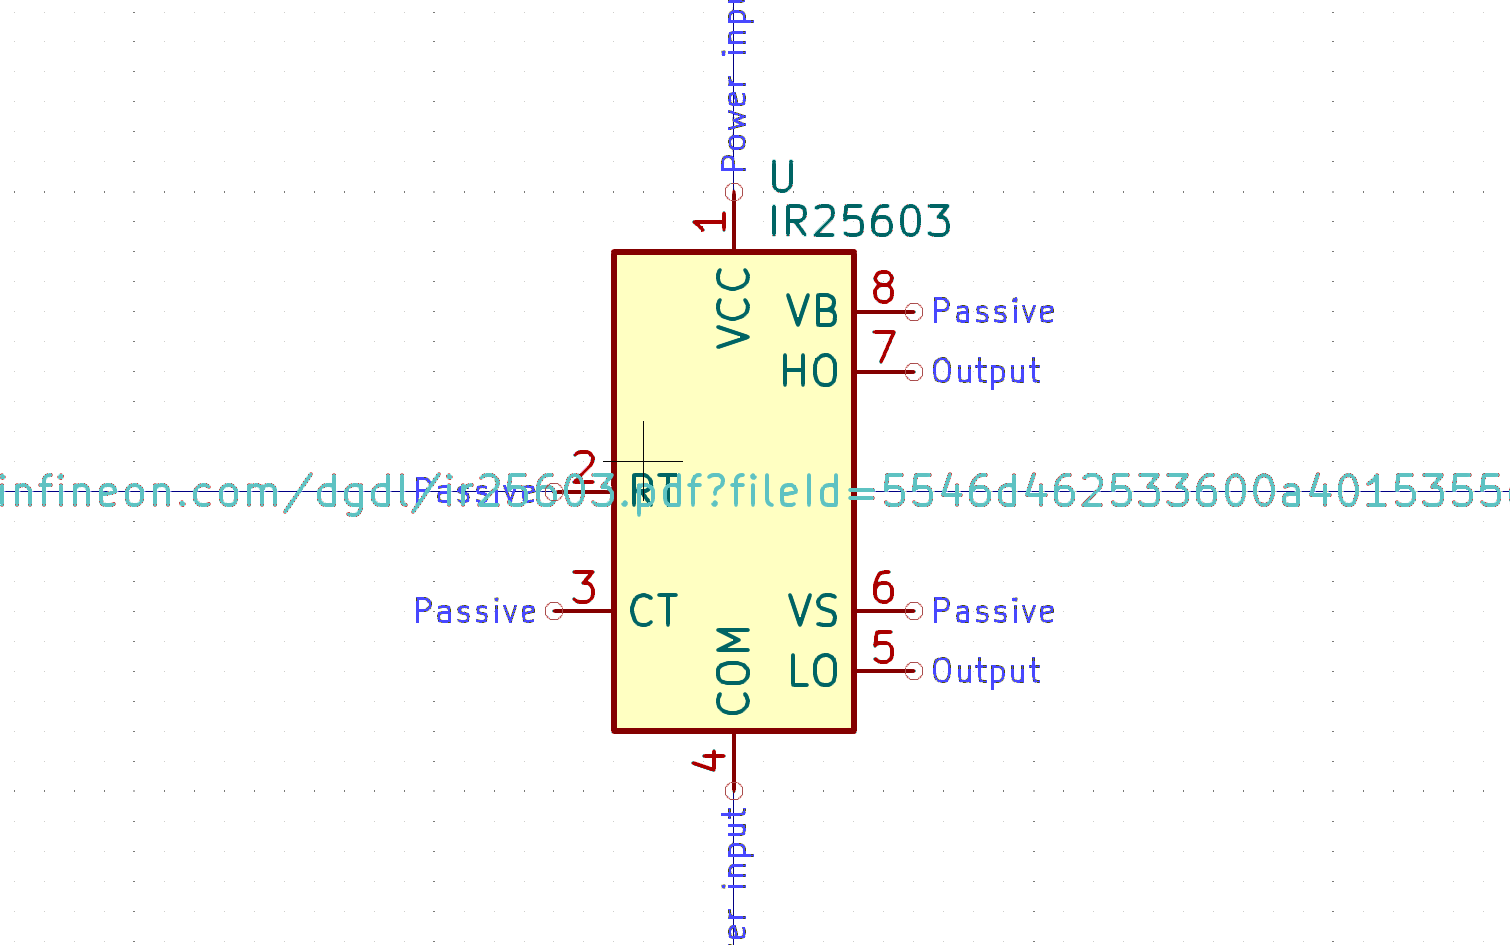 Power input
U
IR25603
1
VCC
VB
8
Passive
HO
7
Output
2
Passive
RT
infineon.com/dgdl/ir25603.pdf?fileId=5546d462533600a4015355
3
Passive
CT
VS
6
Passive
LO
5
Output
COM
4
er input